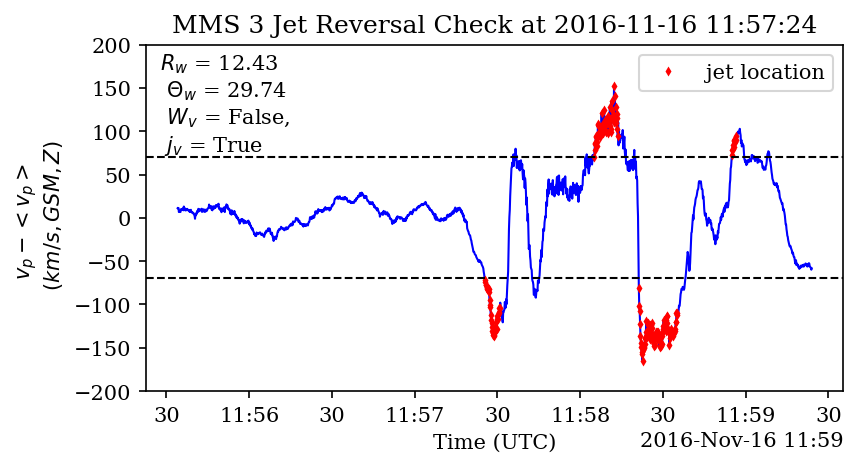 MMS 3 Jet Reversal Check at 2016-11-16 11:57:24
200
150
100
50
0
−50
−100
−150
−200
v_p − < v_p >
(km/s, GSM, Z)
R_w = 12.43
Θ_w = 29.74
W_v = False,
j_v = True
jet location
30 11:56 30 11:57 30 11:58 30 11:59 30
Time (UTC)
2016-Nov-16 11:59